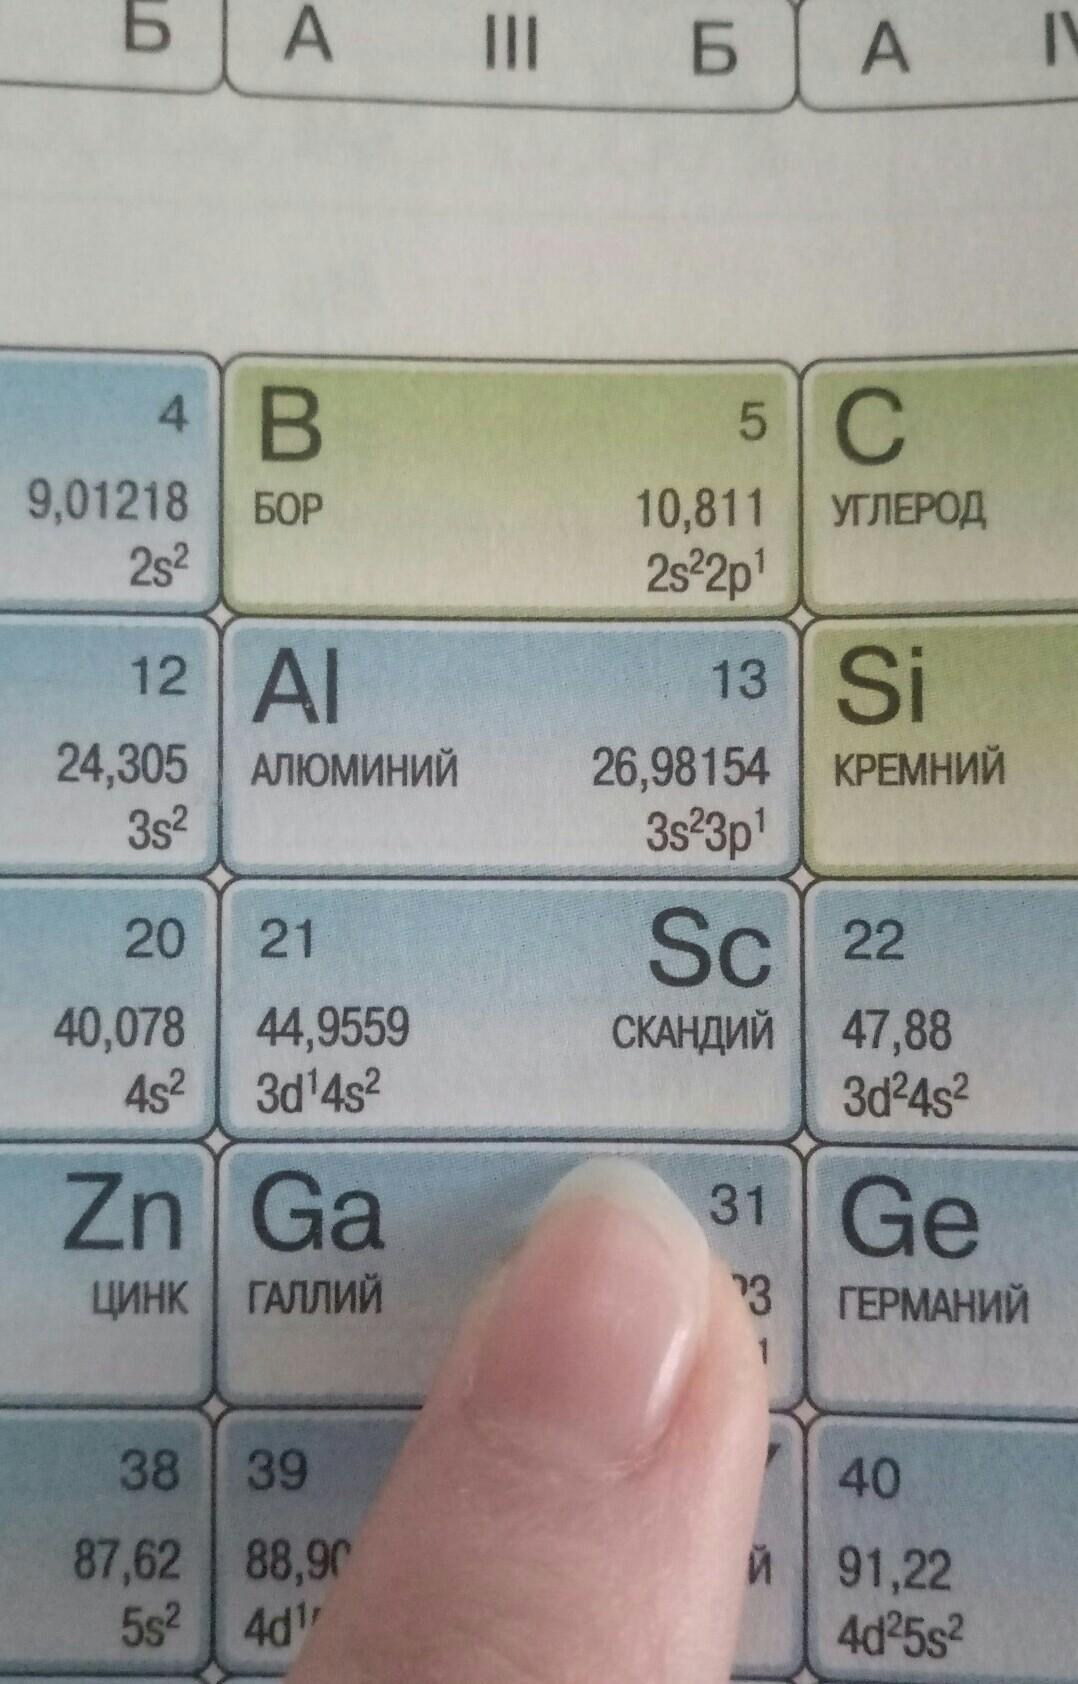 Б А III Б А
4 B 5 C
9,01218 БОР 10,811 УГЛЕРОД
2s² 2s²2p¹
12 Al 13 Si
24,305 АЛЮМИНИЙ 26,98154 КРЕМНИЙ
3s² 3s²3p¹
20 21 Sc 22
40,078 44,9559 СКАНДИЙ 47,88
4s² 3d¹4s² 3d²4s²
Zn Ga 31 Ge
ЦИНК ГАЛЛИЙ ГЕРМАНИЙ
38 39 40
87,62 91,22
5s² 4d²5s²